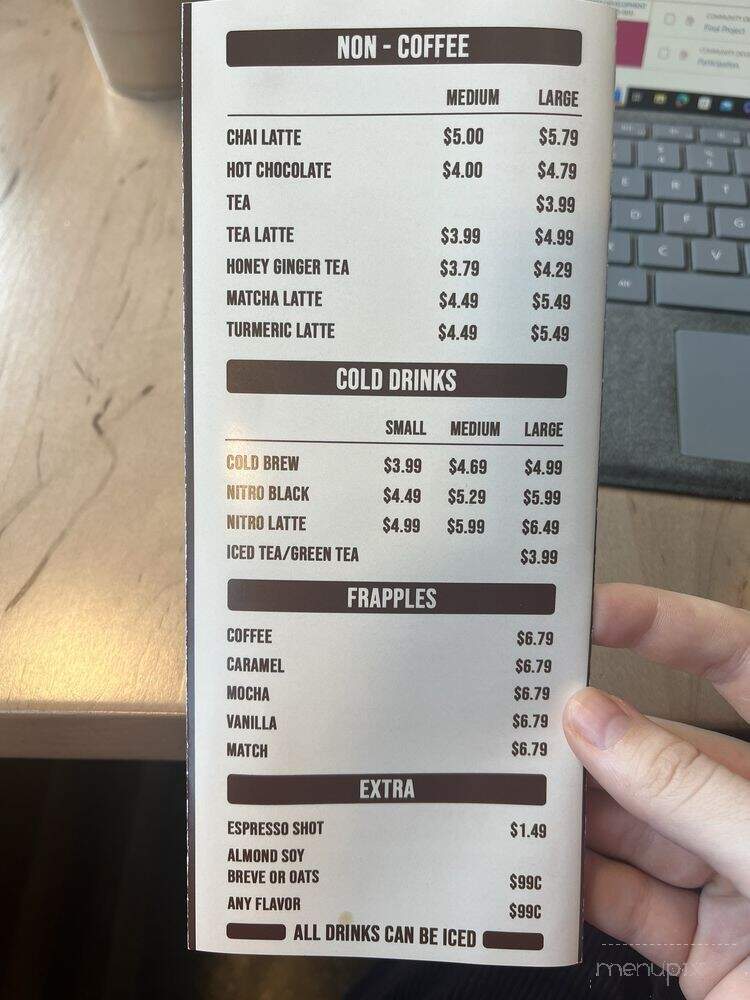 NON - COFFEE
MEDIUM LARGE
CHAI LATTE $5.00 $5.79
HOT CHOCOLATE $4.00 $4.79
TEA $3.99
TEA LATTE $3.99 $4.99
HONEY GINGER TEA $3.79 $4.29
MATCHA LATTE $4.49 $5.49
TURMERIC LATTE $4.49 $5.49
COLD DRINKS
SMALL MEDIUM LARGE
COLD BREW $3.99 $4.69 $4.99
NITRO BLACK $4.49 $5.29 $5.99
NITRO LATTE $4.99 $5.99 $6.49
ICED TEA/GREEN TEA $3.99
FRAPPLES
COFFEE $6.79
CARAMEL $6.79
MOCHA $6.79
VANILLA $6.79
MATCH $6.79
EXTRA
ESPRESSO SHOT $1.49
ALMOND SOY
BREVE OR OATS $99C
ANY FLAVOR $99C
ALL DRINKS CAN BE ICED
Final Project
Participation
E R T
D F G
C V
Alt
menupix